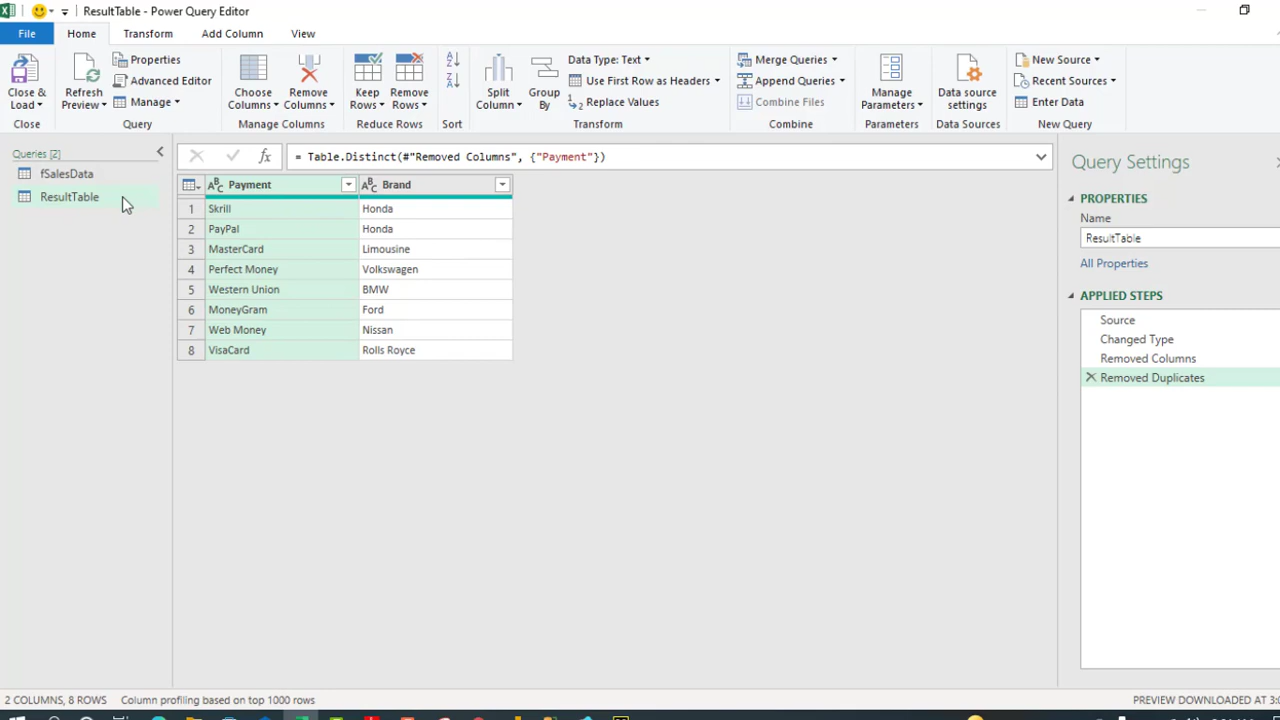 ResultTable - Power Query Editor
File Home Transform Add Column View
Close & Load
Refresh Preview
Properties
Advanced Editor
Manage
Choose Columns
Remove Columns
Keep Rows
Remove Rows
Split Column
Group By
Data Type: Text
Use First Row as Headers
Replace Values
Merge Queries
Append Queries
Combine Files
Manage Parameters
Data source settings
New Source
Recent Sources
Enter Data
Close Query Manage Columns Reduce Rows Sort Transform Combine Parameters Data Sources New Query
Queries [2]
fSalesData
ResultTable
fx = Table.Distinct(#"Removed Columns", {"Payment"})
Payment Brand
1 Skrill Honda
2 PayPal Honda
3 MasterCard Limousine
4 Perfect Money Volkswagen
5 Western Union BMW
6 MoneyGram Ford
7 Web Money Nissan
8 VisaCard Rolls Royce
Query Settings
PROPERTIES
Name
ResultTable
All Properties
APPLIED STEPS
Source
Changed Type
Removed Columns
Removed Duplicates
2 COLUMNS, 8 ROWS Column profiling based on top 1000 rows PREVIEW DOWNLOADED AT